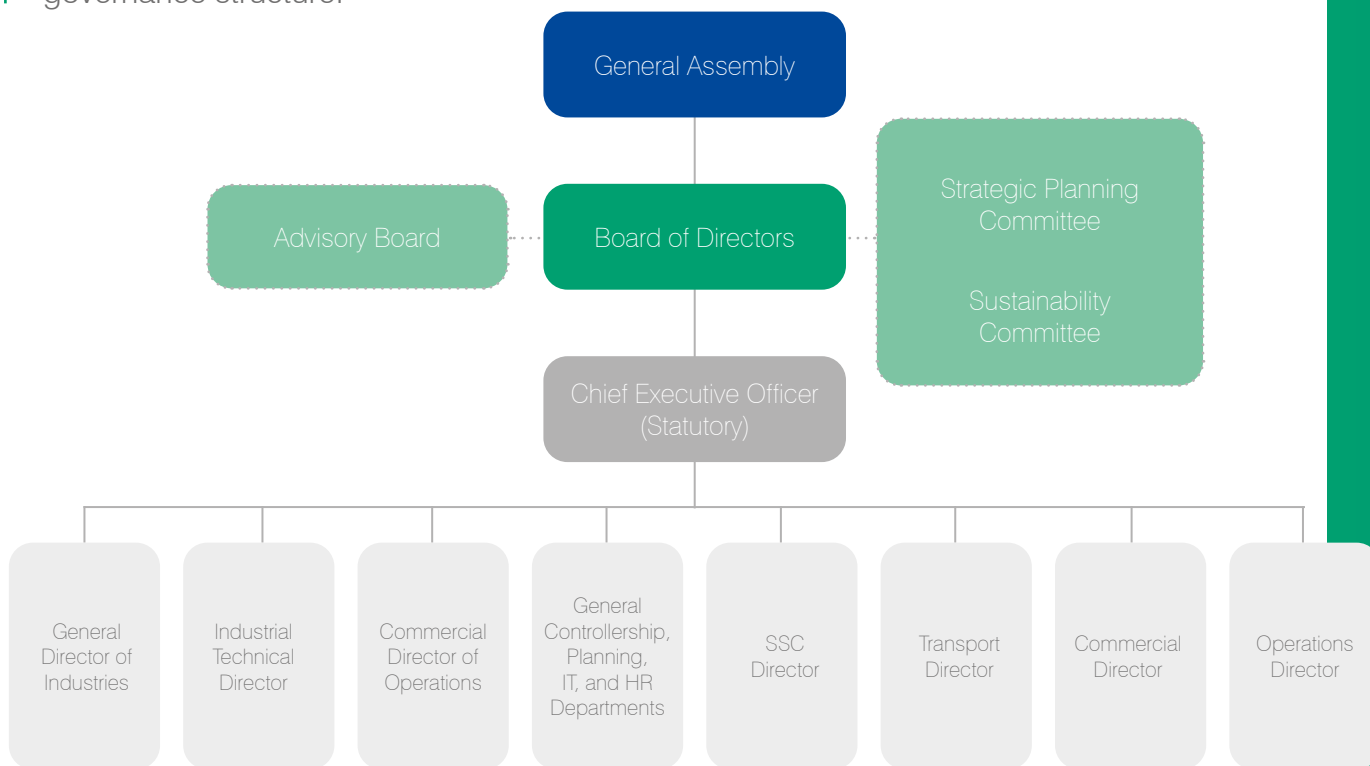 governance structure:
General Assembly
Advisory Board
Board of Directors
Strategic Planning
Committee
Sustainability
Committee
Chief Executive Officer
(Statutory)
General
Director of
Industries
Industrial
Technical
Director
Commercial
Director of
Operations
General
Controllership,
Planning,
IT, and HR
Departments
SSC
Director
Transport
Director
Commercial
Director
Operations
Director